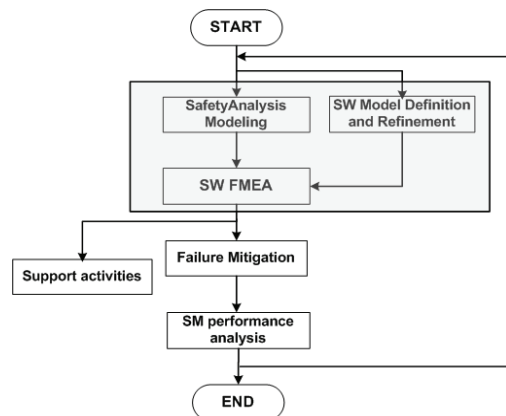 START
SafetyAnalysis
Modeling
SW Model Definition
and Refinement
SW FMEA
Support activities
Failure Mitigation
SM performance
analysis
END